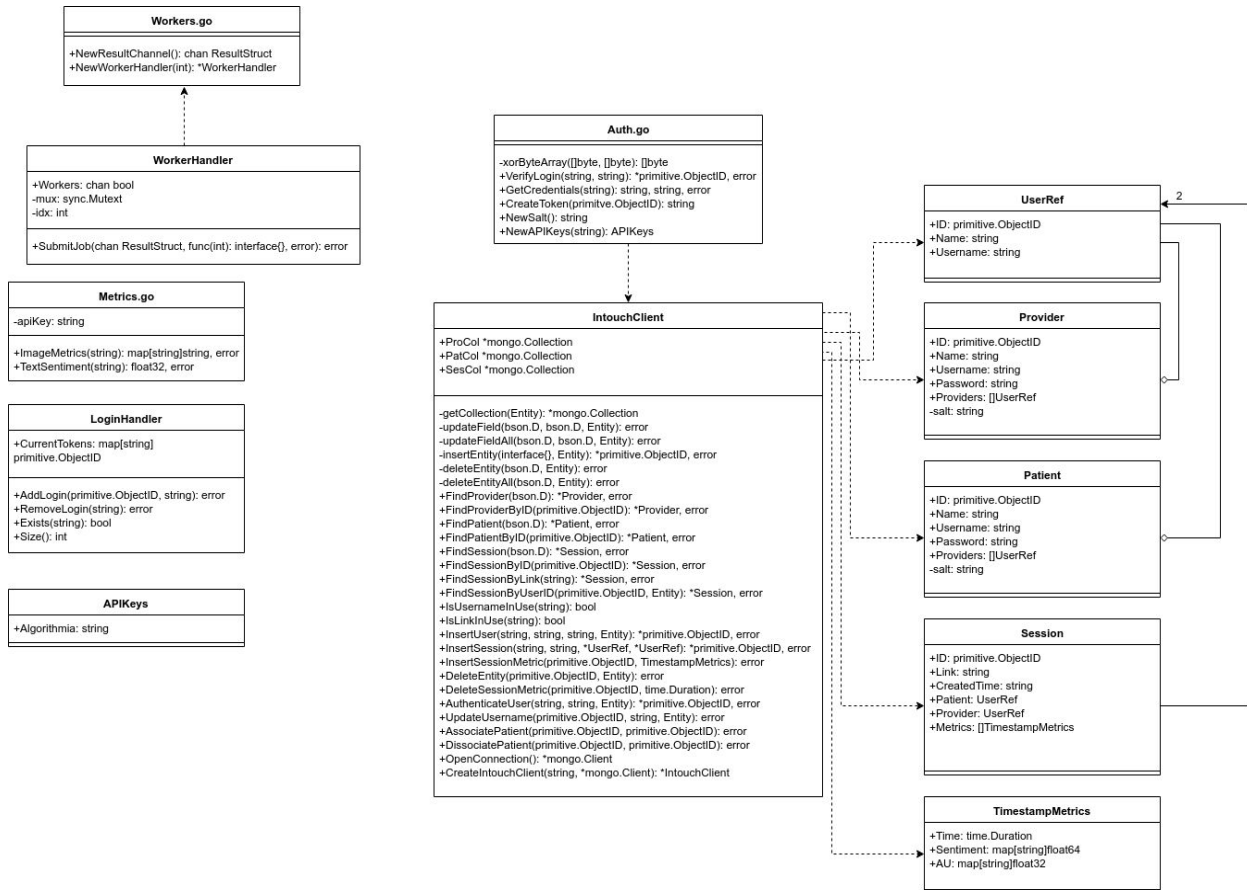 Workers.go
+NewResultChannel(): chan ResultStruct
+NewWorkerHandler(int): *WorkerHandler
WorkerHandler
+Workers: chan bool
-mux: sync.Mutext
-idx: int
+SubmitJob(chan ResultStruct, func(int): interface{}, error): error
Metrics.go
-apiKey: string
+ImageMetrics(string): map[string]string, error
+TextSentiment(string): float32, error
LoginHandler
+CurrentTokens: map[string]
primitive.ObjectID
+AddLogin(primitive.ObjectID, string): error
+RemoveLogin(string): error
+Exists(string): bool
+Size(): int
APIKeys
+Algorithmia: string
Auth.go
-xorByteArray([]byte, []byte): []byte
+VerifyLogin(string, string): *primitive.ObjectID, error
+GetCredentials(string): string, string, error
+CreateToken(primitve.ObjectID): string
+NewSalt(): string
+NewAPIKeys(string): APIKeys
IntouchClient
+ProCol *mongo.Collection
+PatCol *mongo.Collection
+SesCol *mongo.Collection
-getCollection(Entity): *mongo.Collection
-updateField(bson.D, bson.D, Entity): error
-updateFieldAll(bson.D, bson.D, Entity): error
-insertEntity(interface{}, Entity): *primitive.ObjectID, error
-deleteEntity(bson.D, Entity): error
-deleteEntityAll(bson.D, Entity): error
+FindProvider(bson.D): *Provider, error
+FindProviderByID(primitive.ObjectID): *Provider, error
+FindPatient(bson.D): *Patient, error
+FindPatientByID(primitive.ObjectID): *Patient, error
+FindSession(bson.D): *Session, error
+FindSessionByID(primitive.ObjectID): *Session, error
+FindSessionByLink(string): *Session, error
+FindSessionByUserID(primitive.ObjectID, Entity): *Session, error
+IsUsernameInUse(string): bool
+IsLinkInUse(string): bool
+InsertUser(string, string, string, Entity): *primitive.ObjectID, error
+InsertSession(string, string, *UserRef, *UserRef): *primitive.ObjectID, error
+InsertSessionMetric(primitive.ObjectID, TimestampMetrics): error
+DeleteEntity(primitive.ObjectID, Entity): error
+DeleteSessionMetric(primitive.ObjectID, time.Duration): error
+AuthenticateUser(string, string, Entity): *primitive.ObjectID, error
+UpdateUsername(primitive.ObjectID, string, Entity): error
+AssociatePatient(primitive.ObjectID, primitive.ObjectID): error
+DissociatePatient(primitive.ObjectID, primitive.ObjectID): error
+OpenConnection(): *mongo.Client
+CreateIntouchClient(string, *mongo.Client): *IntouchClient
UserRef
2
+ID: primitive.ObjectID
+Name: string
+Username: string
Provider
+ID: primitive.ObjectID
+Name: string
+Username: string
+Password: string
+Providers: []UserRef
-salt: string
Patient
+ID: primitive.ObjectID
+Name: string
+Username: string
+Password: string
+Providers: []UserRef
-salt: string
Session
+ID: primitive.ObjectID
+Link: string
+CreatedTime: string
+Patient: UserRef
+Provider: UserRef
+Metrics: []TimestampMetrics
TimestampMetrics
+Time: time.Duration
+Sentiment: map[string]float64
+AU: map[string]float32